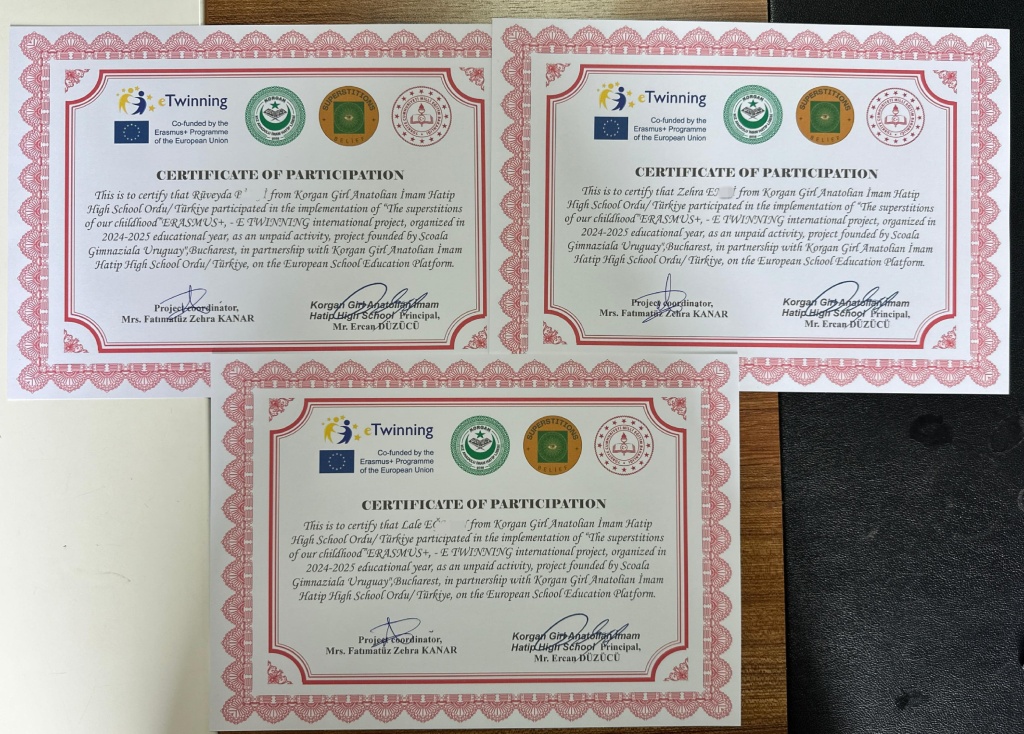 eTwinning
Co-funded by the
Erasmus+ Programme
of the European Union
KORGAN
SUPERSTITIONS
BELIEF
CERTIFICATE OF PARTICIPATION
This is to certify that Rüveyda from Korgan Girl Anatolian İmam Hatip
High School Ordu/ Türkiye participated in the implementation of "The superstitions
of our childhood"ERASMUS+, - E TWINNING international project, organized in
2024-2025 educational year, as an unpaid activity, project founded by Scoala
Gimnaziala Uruguay",Bucharest, in partnership with Korgan Girl Anatolian İmam
Hatip High School Ordu/ Türkiye, on the European School Education Platform.
Project coordinator,
Mrs. Fatımatüz Zehra KANAR
Korgan Girl Anatolian İmam
Hatip High School Principal,
Mr. Ercan DÜZÜCÜ
eTwinning
Co-funded by the
Erasmus+ Programme
of the European Union
KORGAN
SUPERSTITIONS
BELIEF
CERTIFICATE OF PARTICIPATION
This is to certify that Zehra from Korgan Girl Anatolian İmam Hatip
High School Ordu/ Türkiye participated in the implementation of "The superstitions
of our childhood"ERASMUS+, - E TWINNING international project, organized in
2024-2025 educational year, as an unpaid activity, project founded by Scoala
Gimnaziala Uruguay",Bucharest, in partnership with Korgan Girl Anatolian İmam
Hatip High School Ordu/ Türkiye, on the European School Education Platform.
Project coordinator,
Mrs. Fatımatüz Zehra KANAR
Korgan Girl Anatolian İmam
Hatip High School Principal,
Mr. Ercan DÜZÜCÜ
eTwinning
Co-funded by the
Erasmus+ Programme
of the European Union
KORGAN
SUPERSTITIONS
BELIEF
CERTIFICATE OF PARTICIPATION
This is to certify that Lale from Korgan Girl Anatolian İmam Hatip
High School Ordu/ Türkiye participated in the implementation of "The superstitions
of our childhood"ERASMUS+, - E TWINNING international project, organized in
2024-2025 educational year, as an unpaid activity, project founded by Scoala
Gimnaziala Uruguay",Bucharest, in partnership with Korgan Girl Anatolian İmam
Hatip High School Ordu/ Türkiye, on the European School Education Platform.
Project coordinator,
Mrs. Fatımatüz Zehra KANAR
Korgan Girl Anatolian İmam
Hatip High School Principal,
Mr. Ercan DÜZÜCÜ